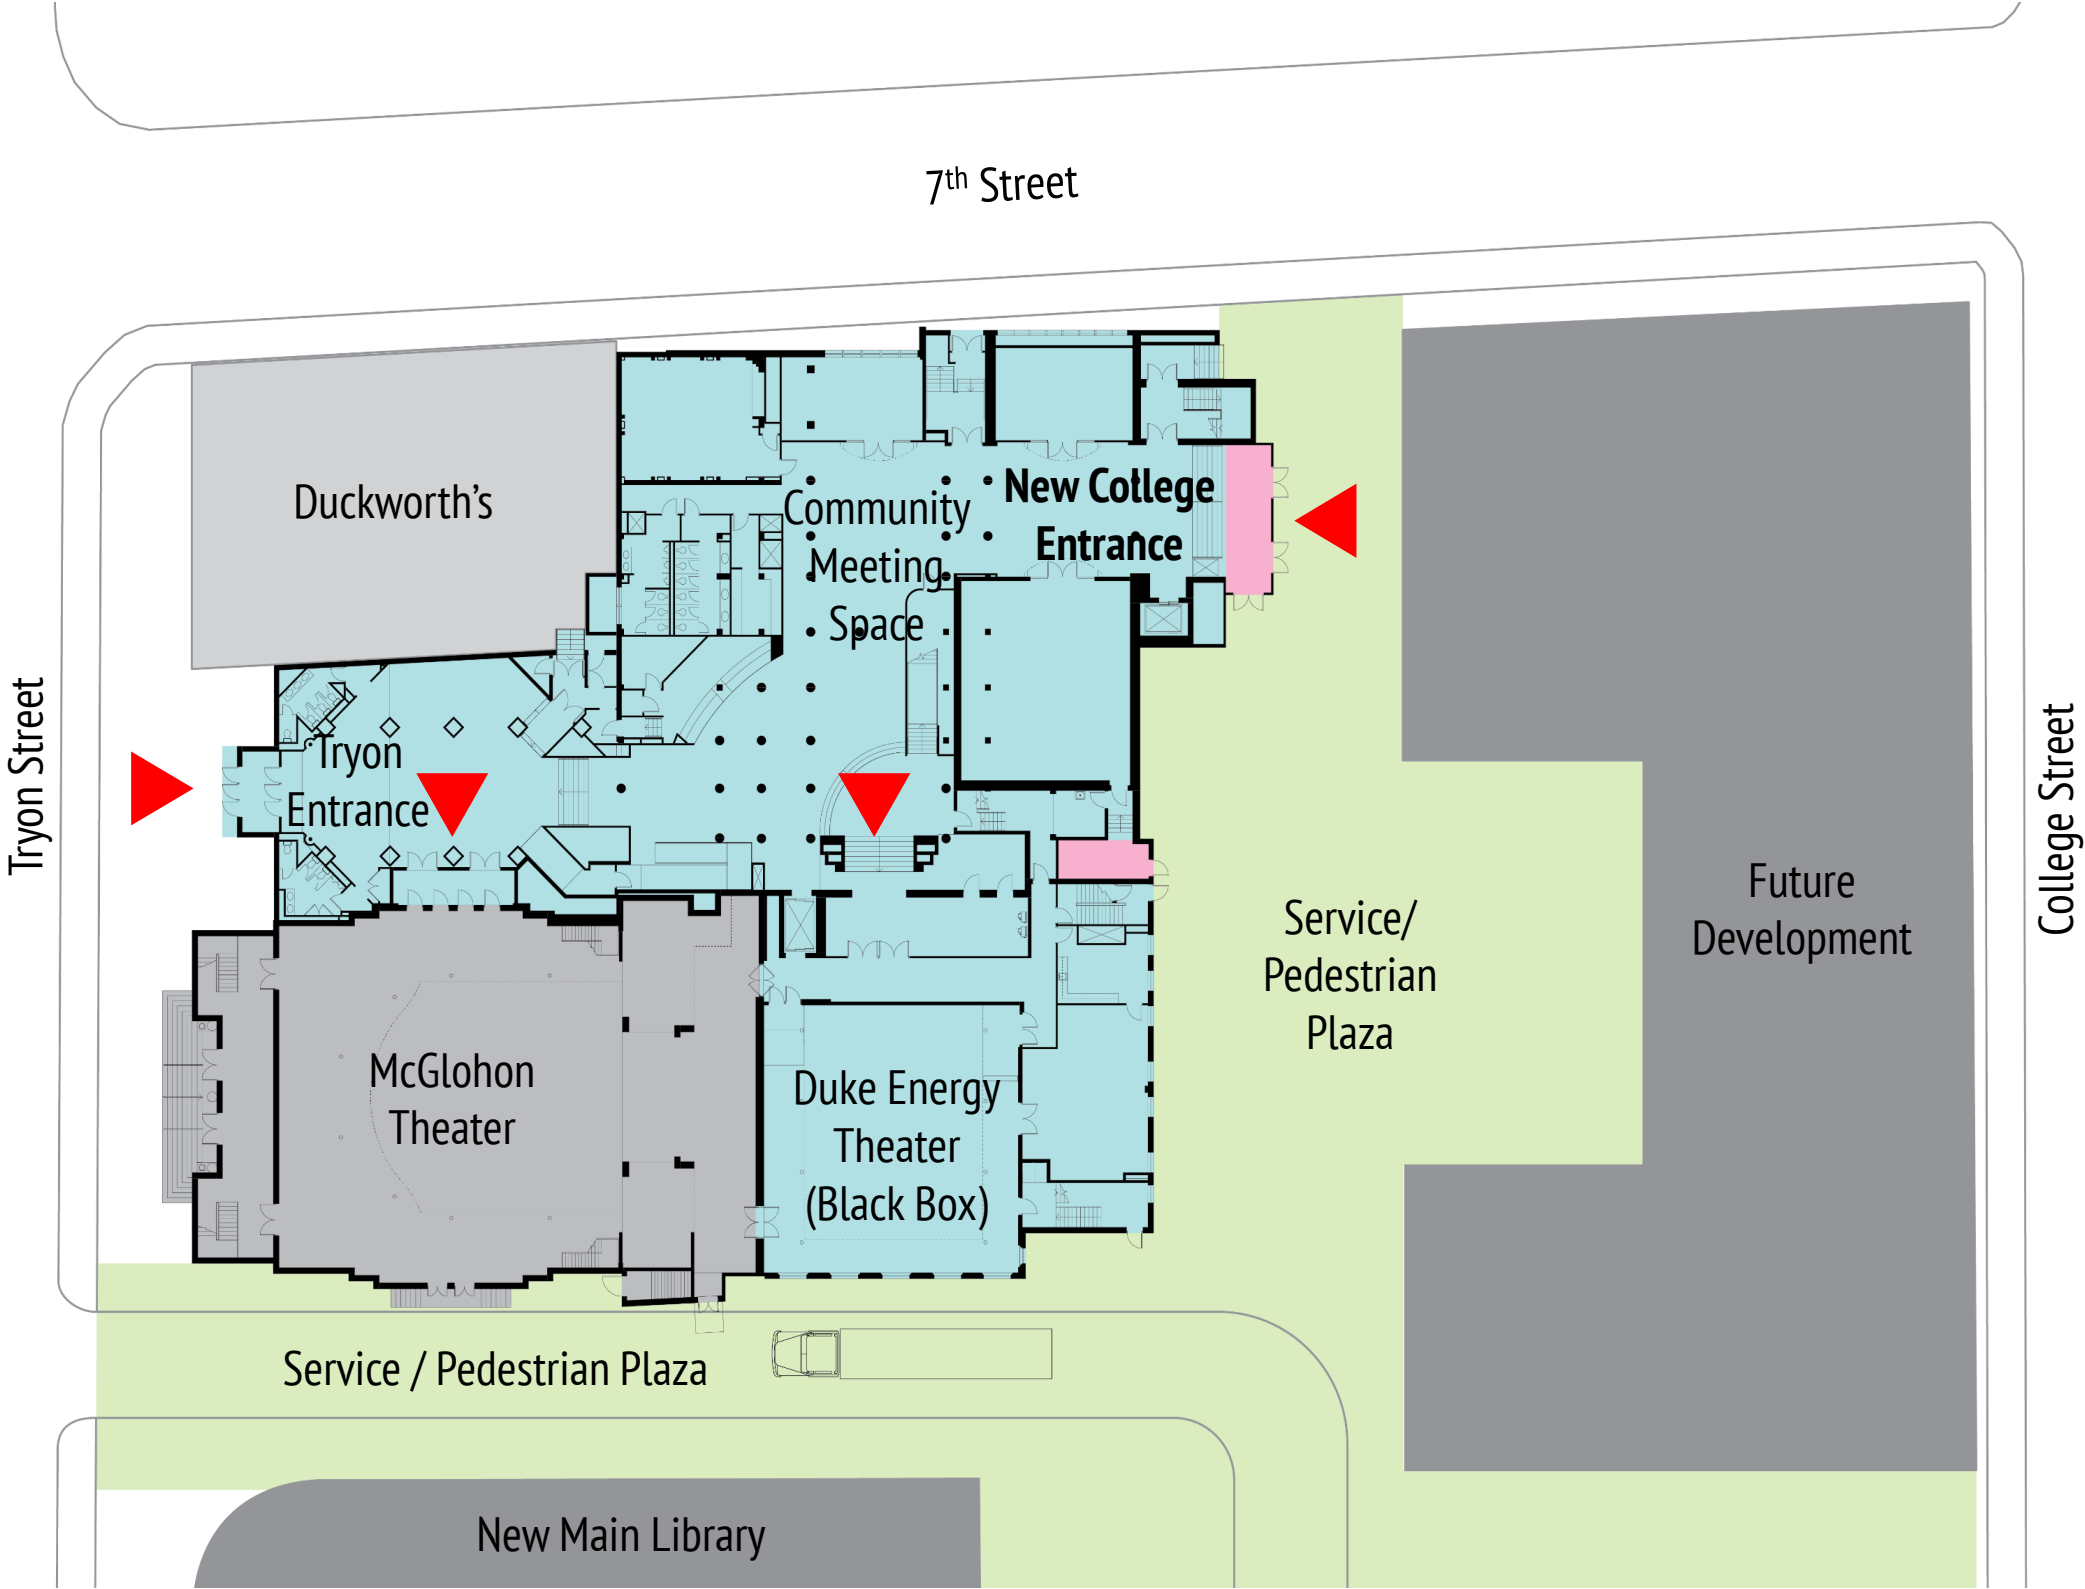 7th Street
Duckworth's
Community
Meeting
Space
New College
Entrance
Tryon Street
Tryon
Entrance
College Street
Future
Development
Service/
Pedestrian
Plaza
McGlohon
Theater
Duke Energy
Theater
(Black Box)
Service / Pedestrian Plaza
New Main Library